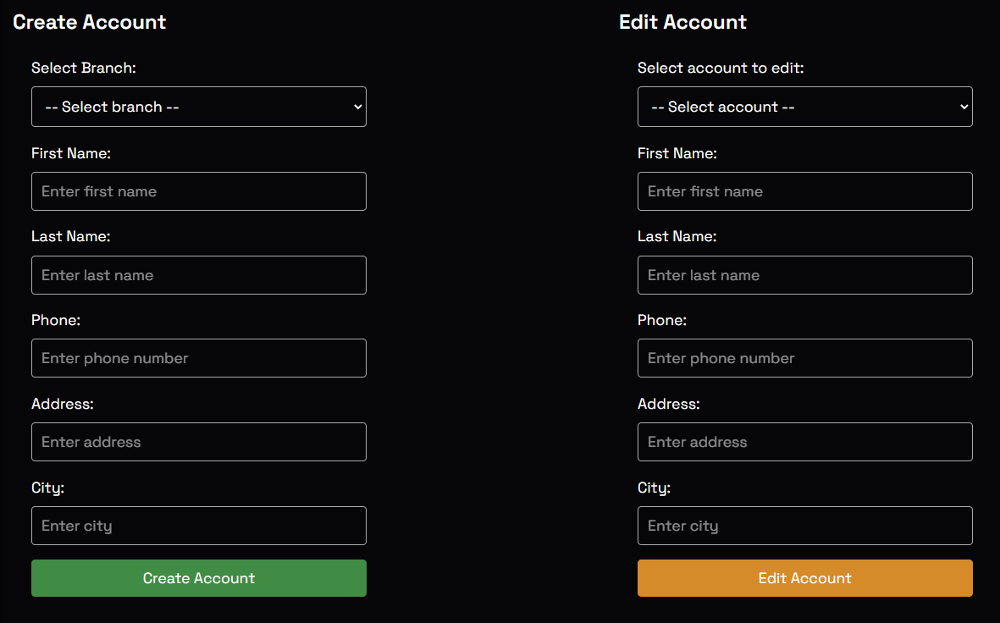 Create Account
Select Branch:
-- Select branch --
First Name:
Enter first name
Last Name:
Enter last name
Phone:
Enter phone number
Address:
Enter address
City:
Enter city
Create Account
Edit Account
Select account to edit:
-- Select account --
First Name:
Enter first name
Last Name:
Enter last name
Phone:
Enter phone number
Address:
Enter address
City:
Enter city
Edit Account